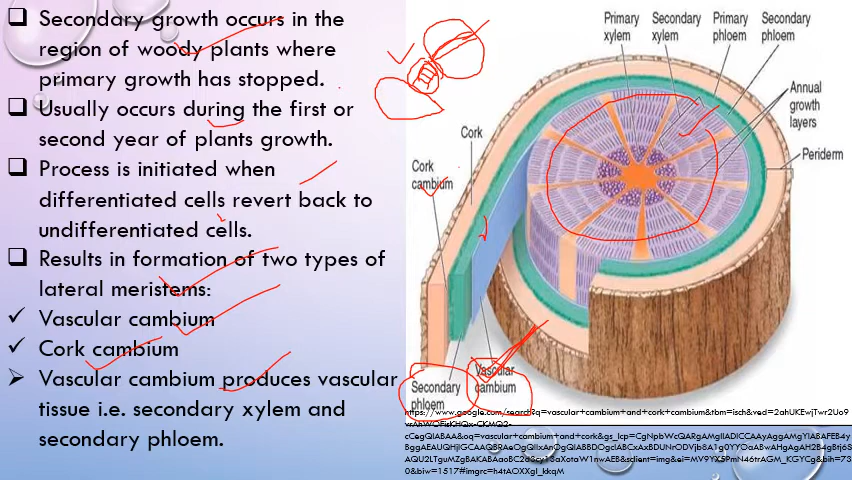 Secondary growth occurs in the
region of woody plants where
primary growth has stopped.
Usually occurs during the first or
second year of plants growth.
Process is initiated when
differentiated cells revert back to
undifferentiated cells.
Results in formation of two types of
lateral meristems:
Vascular cambium
Cork cambium
Vascular cambium produces vascular
tissue i.e. secondary xylem and
secondary phloem.
Primary xylem
Secondary xylem
Primary phloem
Secondary phloem
Annual
growth
layers
Periderm
Cork
Cork
cambium
Secondary
phloem
Vascular
cambium